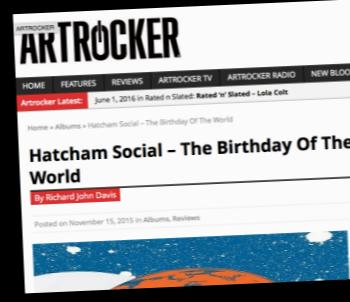 ARTROCKER
ARTROCKER
HOME FEATURES REVIEWS ARTROCKER TV ARTROCKER RADIO NEW BLOO
Artrocker Latest: June 1, 2016 in Rated n Slated: Rated 'n' Slated – Lola Colt
Home » Albums » Hatcham Social – The Birthday Of The World
Hatcham Social – The Birthday Of The
World
By Richard John Davis
Posted on November 15, 2015 in Albums, Reviews